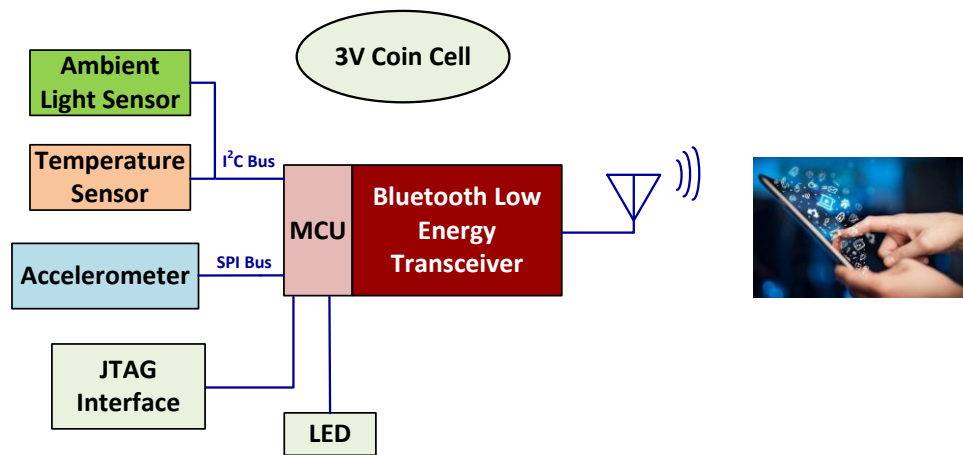 3V Coin Cell
Ambient
Light Sensor
Temperature
Sensor
I²C Bus
MCU
Bluetooth Low
Energy
Transceiver
Accelerometer
SPI Bus
JTAG
Interface
LED